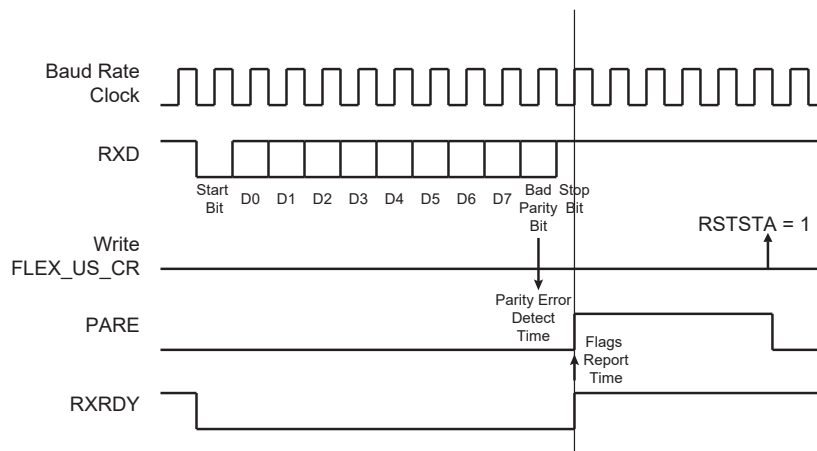 Baud Rate
Clock
RXD
Start
Bit
D0 D1 D2 D3 D4 D5 D6 D7
Bad
Parity
Bit
Stop
Bit
RSTSTA = 1
Write
FLEX_US_CR
Parity Error
Detect
Time
PARE
Flags
Report
Time
RXRDY